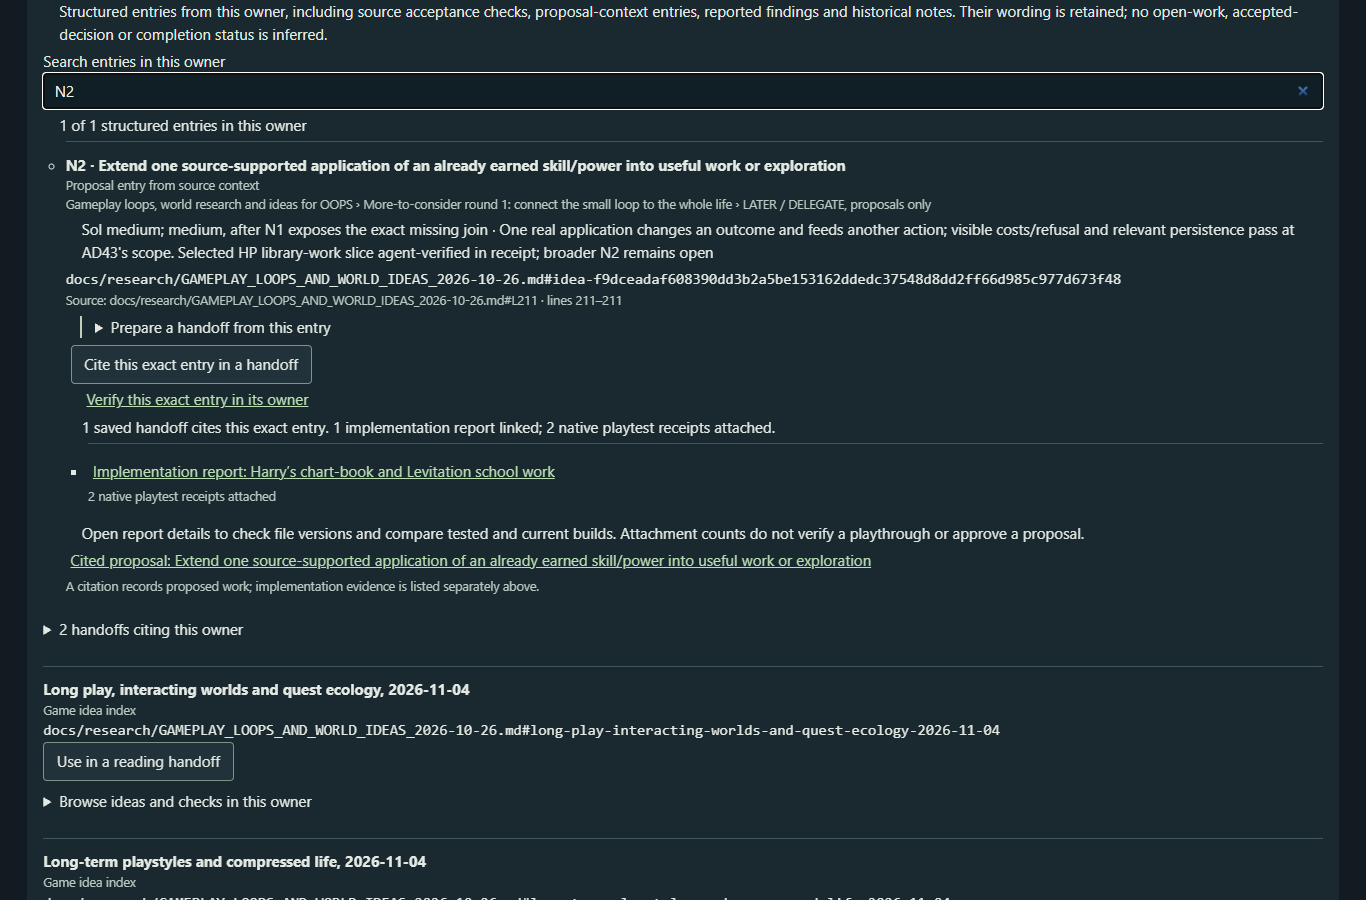 Structured entries from this owner, including source acceptance checks, proposal-context entries, reported findings and historical notes. Their wording is retained; no open-work, accepted-
decision or completion status is inferred.
Search entries in this owner
N2
1 of 1 structured entries in this owner
N2 · Extend one source-supported application of an already earned skill/power into useful work or exploration
Proposal entry from source context
Gameplay loops, world research and ideas for OOPS › More-to-consider round 1: connect the small loop to the whole life › LATER / DELEGATE, proposals only
Sol medium; medium, after N1 exposes the exact missing join · One real application changes an outcome and feeds another action; visible costs/refusal and relevant persistence pass at
AD43's scope. Selected HP library-work slice agent-verified in receipt; broader N2 remains open
docs/research/GAMEPLAY_LOOPS_AND_WORLD_IDEAS_2026-10-26.md#idea-f9dceadaf608390dd3b2a5be153162ddedc37548d8dd2ff66d985c977d673f48
Source: docs/research/GAMEPLAY_LOOPS_AND_WORLD_IDEAS_2026-10-26.md#L211 · lines 211–211
Prepare a handoff from this entry
Cite this exact entry in a handoff
Verify this exact entry in its owner
1 saved handoff cites this exact entry. 1 implementation report linked; 2 native playtest receipts attached.
Implementation report: Harry’s chart-book and Levitation school work
2 native playtest receipts attached
Open report details to check file versions and compare tested and current builds. Attachment counts do not verify a playthrough or approve a proposal.
Cited proposal: Extend one source-supported application of an already earned skill/power into useful work or exploration
A citation records proposed work; implementation evidence is listed separately above.
2 handoffs citing this owner
Long play, interacting worlds and quest ecology, 2026-11-04
Game idea index
docs/research/GAMEPLAY_LOOPS_AND_WORLD_IDEAS_2026-10-26.md#long-play-interacting-worlds-and-quest-ecology-2026-11-04
Use in a reading handoff
Browse ideas and checks in this owner
Long-term playstyles and compressed life, 2026-11-04
Game idea index